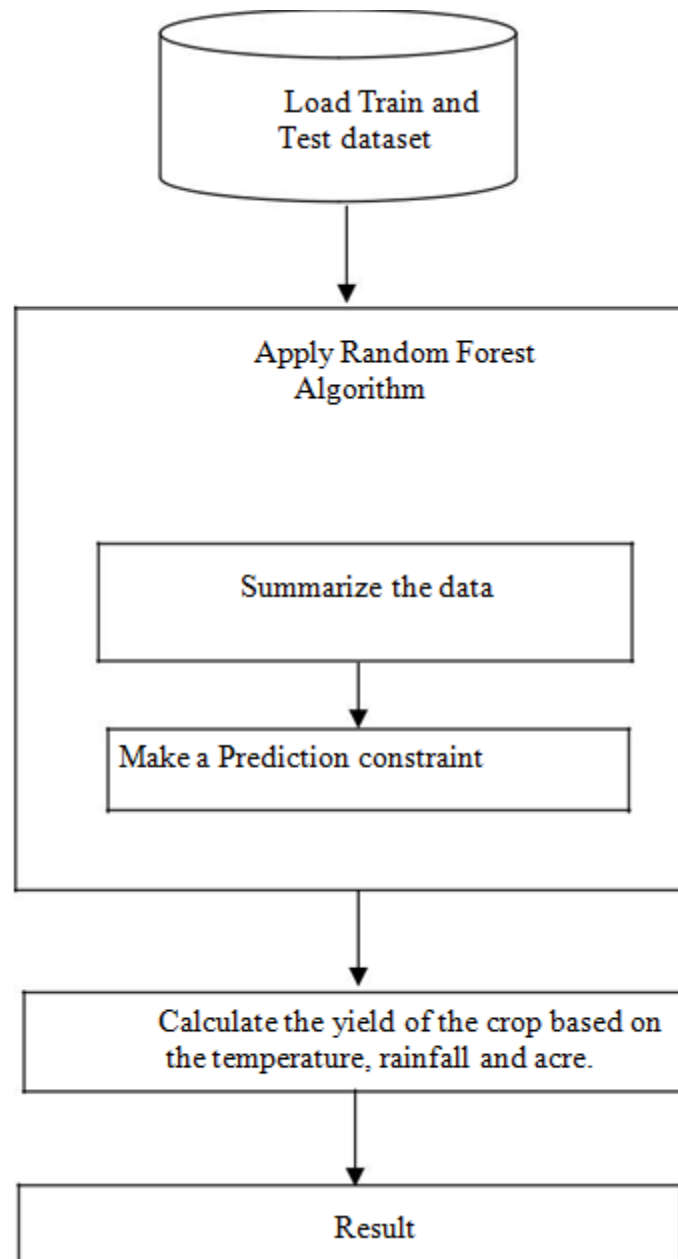 Load Train and
Test dataset
Apply Random Forest
Algorithm
Summarize the data
Make a Prediction constraint
Calculate the yield of the crop based on
the temperature, rainfall and acre.
Result